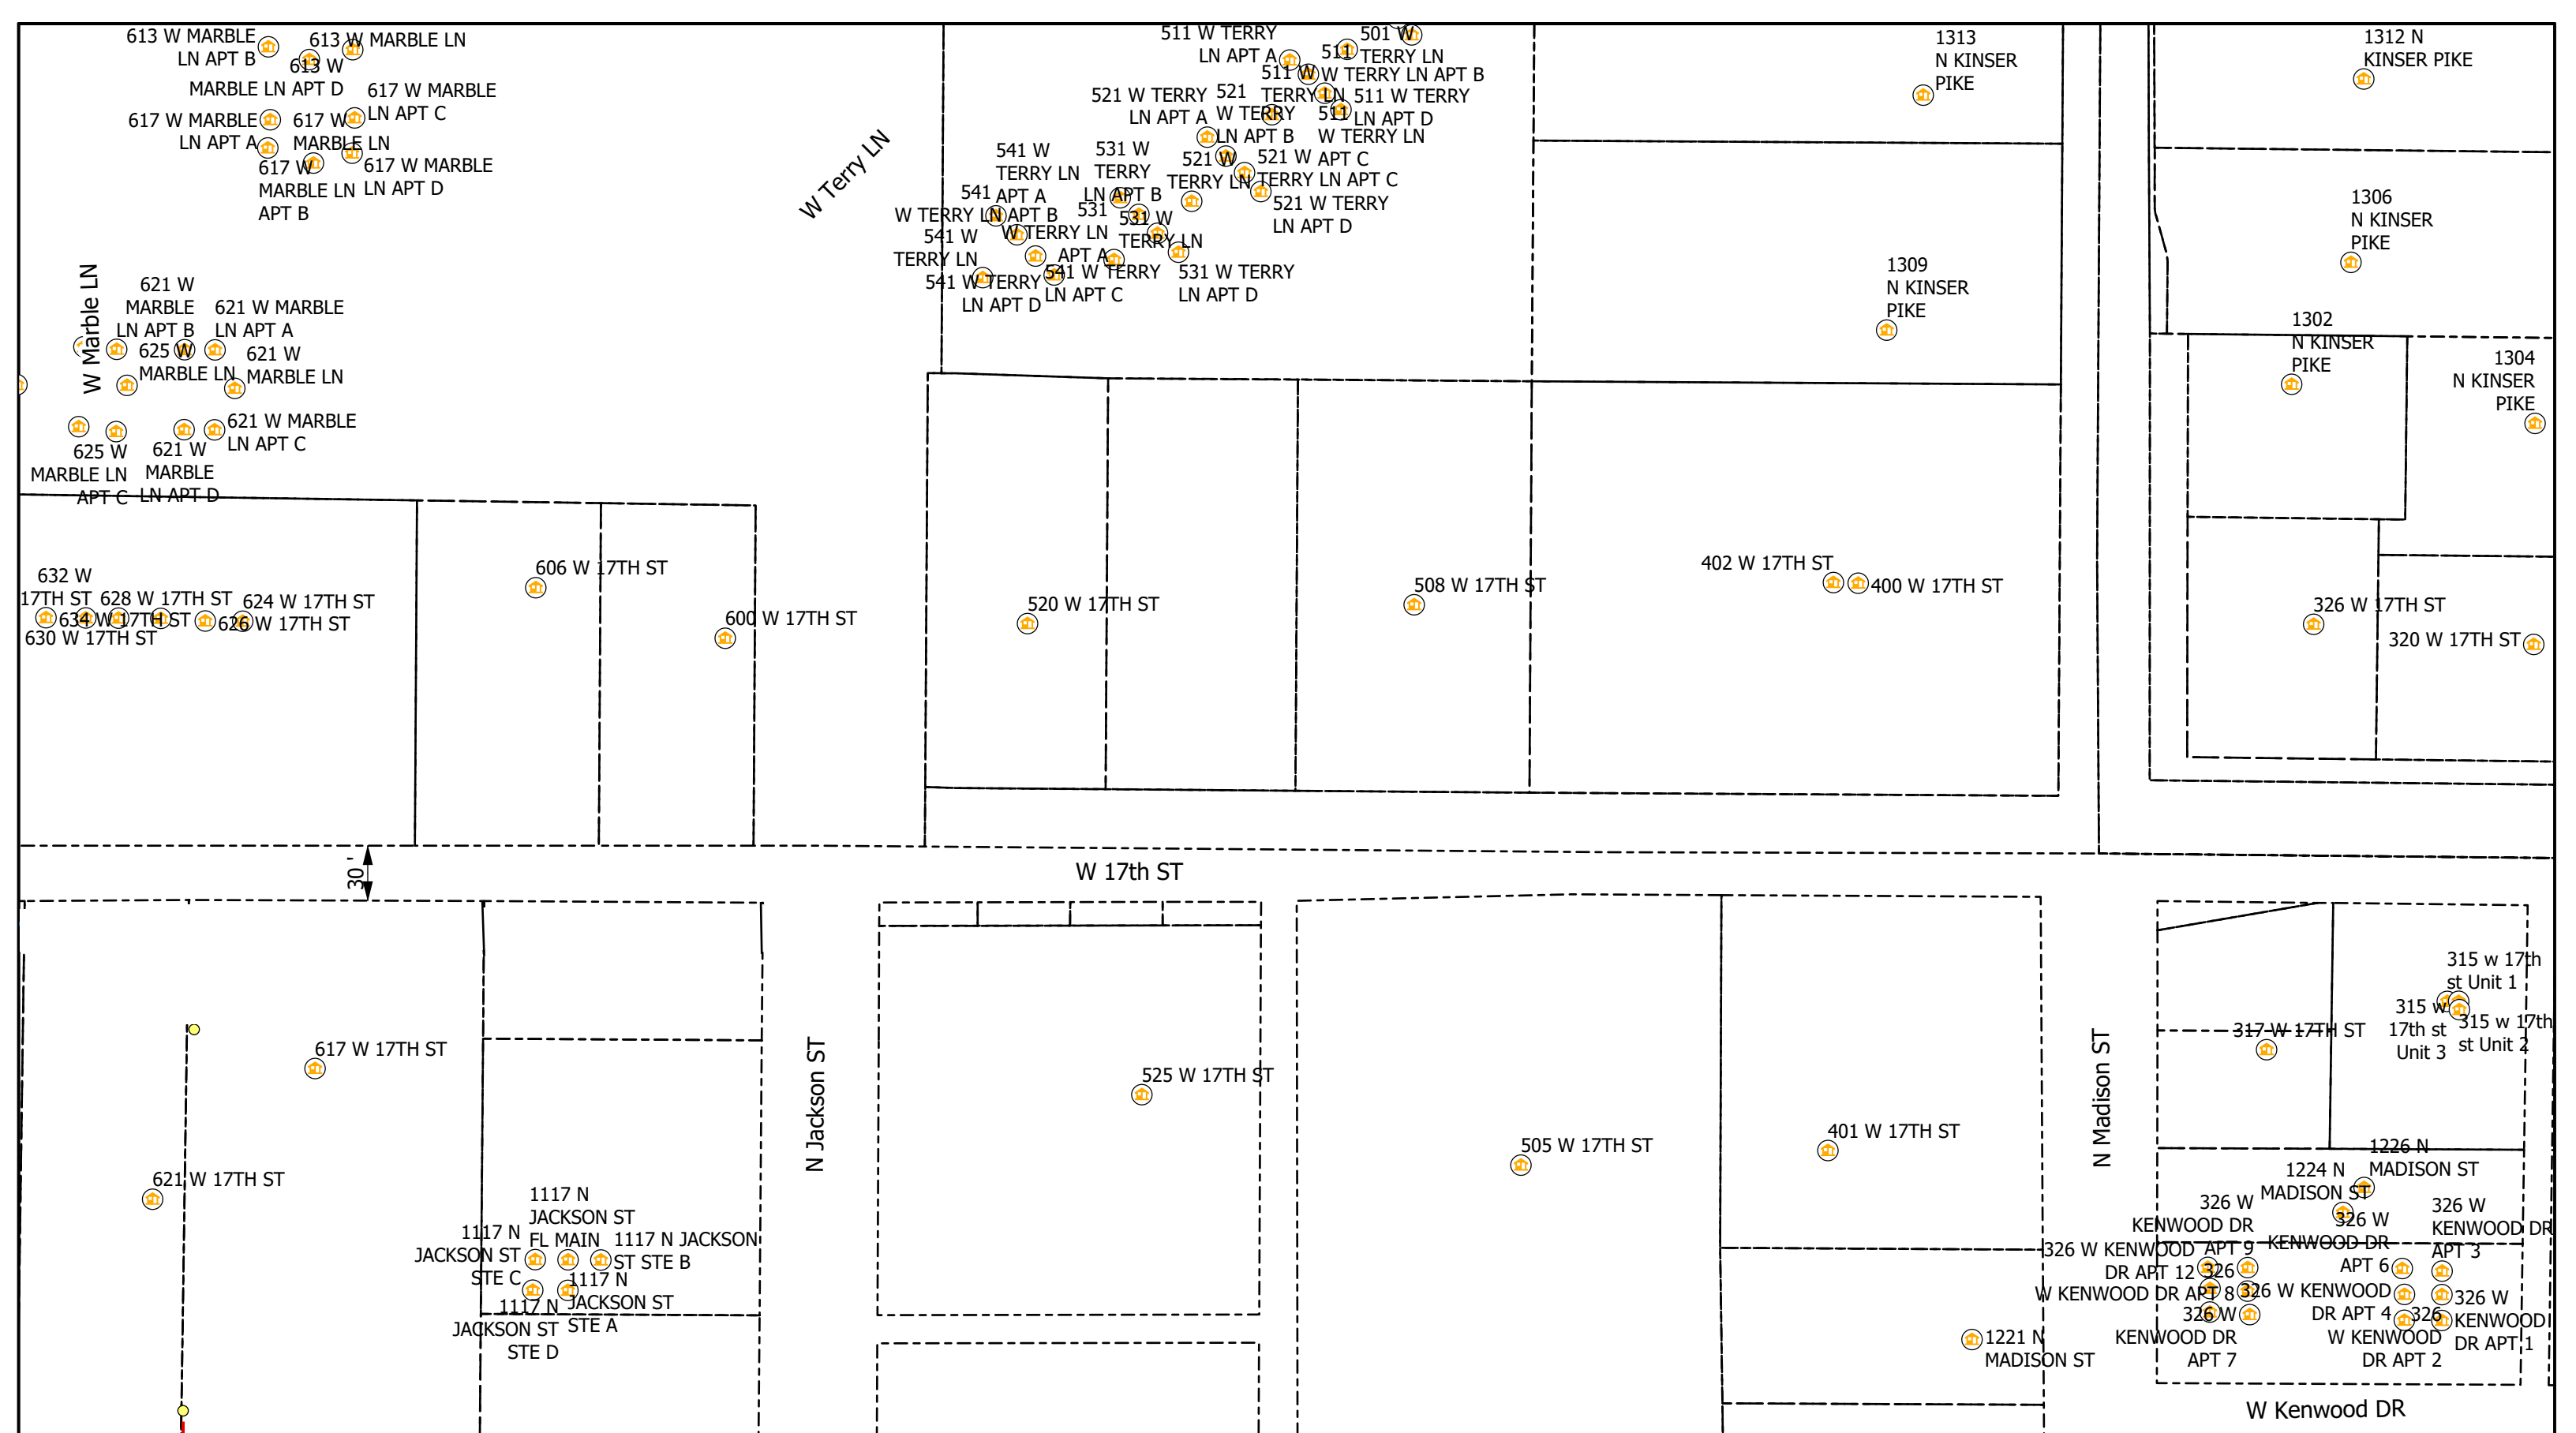 613 W MARBLE
LN APT B
613 W MARBLE LN
613 W
MARBLE LN APT D
617 W MARBLE
LN APT C
617 W MARBLE
LN APT A
617 W
MARBLE LN
617 W
MARBLE LN
APT B
617 W MARBLE
LN APT D
W Marble LN
621 W
MARBLE
LN APT B
621 W MARBLE
LN APT A
625 W
MARBLE LN
621 W
MARBLE LN
621 W MARBLE
LN APT C
625 W
MARBLE LN
APT C
621 W
MARBLE
LN APT D
W Terry LN
511 W TERRY
LN APT A
501 W
TERRY LN
511
W TERRY LN APT B
511 W
TERRY LN
511 W TERRY
LN APT D
511
W TERRY LN
APT C
521 W TERRY
LN APT A
521
W TERRY
LN APT B
521 W
TERRY LN
521 W
TERRY LN APT C
521 W TERRY
LN APT D
541 W
TERRY LN
APT A
531 W
TERRY
LN APT B
541
W TERRY LN APT B
531
W TERRY LN
APT A
531 W
TERRY LN
541 W
TERRY LN
541 W TERRY
LN APT D
541 W TERRY
LN APT C
531 W TERRY
LN APT D
1313
N KINSER
PIKE
1312 N
KINSER PIKE
1309
N KINSER
PIKE
1306
N KINSER
PIKE
1302
N KINSER
PIKE
1304
N KINSER
PIKE
632 W
17TH ST
628 W 17TH ST
624 W 17TH ST
634 W 17TH ST
626 W 17TH ST
630 W 17TH ST
606 W 17TH ST
600 W 17TH ST
520 W 17TH ST
508 W 17TH ST
402 W 17TH ST
400 W 17TH ST
326 W 17TH ST
320 W 17TH ST
30 '
W 17th ST
617 W 17TH ST
621 W 17TH ST
N Jackson ST
525 W 17TH ST
505 W 17TH ST
401 W 17TH ST
N Madison ST
315 w 17th
st Unit 1
315 w
17th st
Unit 3
315 w 17th
st Unit 2
317 W 17TH ST
1117 N
JACKSON ST
FL MAIN
1117 N
JACKSON ST
STE C
1117 N JACKSON
ST STE B
1117 N
JACKSON ST
STE A
1117 N
JACKSON ST
STE D
1221 N
MADISON ST
1226 N
MADISON ST
1224 N
MADISON ST
326 W
KENWOOD DR
APT 9
326 W
KENWOOD DR
APT 6
326 W
KENWOOD DR
APT 3
326 W KENWOOD
DR APT 12
326
W KENWOOD DR APT 8
326 W KENWOOD
DR APT 4
326 W
KENWOOD
DR APT 1
326 W
KENWOOD DR
APT 7
326
W KENWOOD
DR APT 2
W Kenwood DR